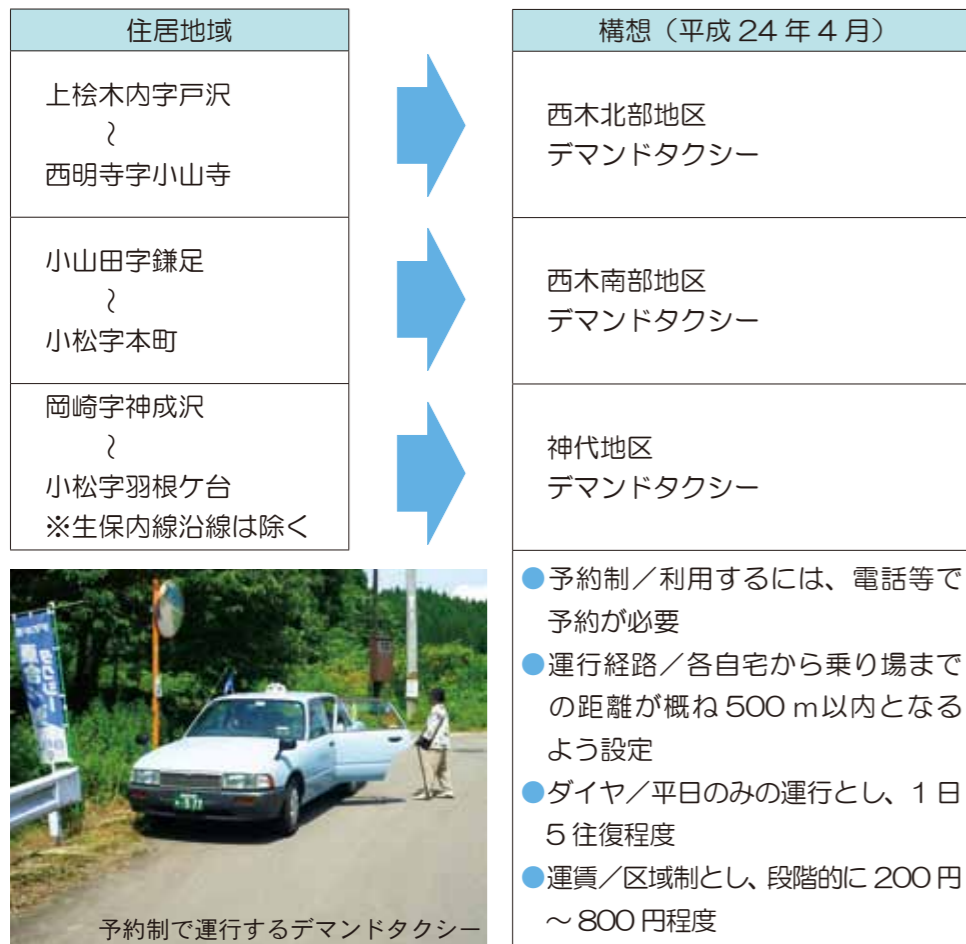 住居地域
上桧木内字戸沢
〜
西明寺字小山寺
小山田字鎌足
〜
小松字本町
岡崎字神成沢
〜
小松字羽根ケ台
※生保内線沿線は除く
構想（平成 24 年 4 月）
西木北部地区
デマンドタクシー
西木南部地区
デマンドタクシー
神代地区
デマンドタクシー
●予約制／利用するには、電話等で
予約が必要
●運行経路／各自宅から乗り場まで
の距離が概ね 500 m以内となる
よう設定
●ダイヤ／平日のみの運行とし、1 日
5 往復程度
●運賃／区域制とし、段階的に 200 円
〜 800 円程度
タクシー
予約制で運行するデマンドタクシー